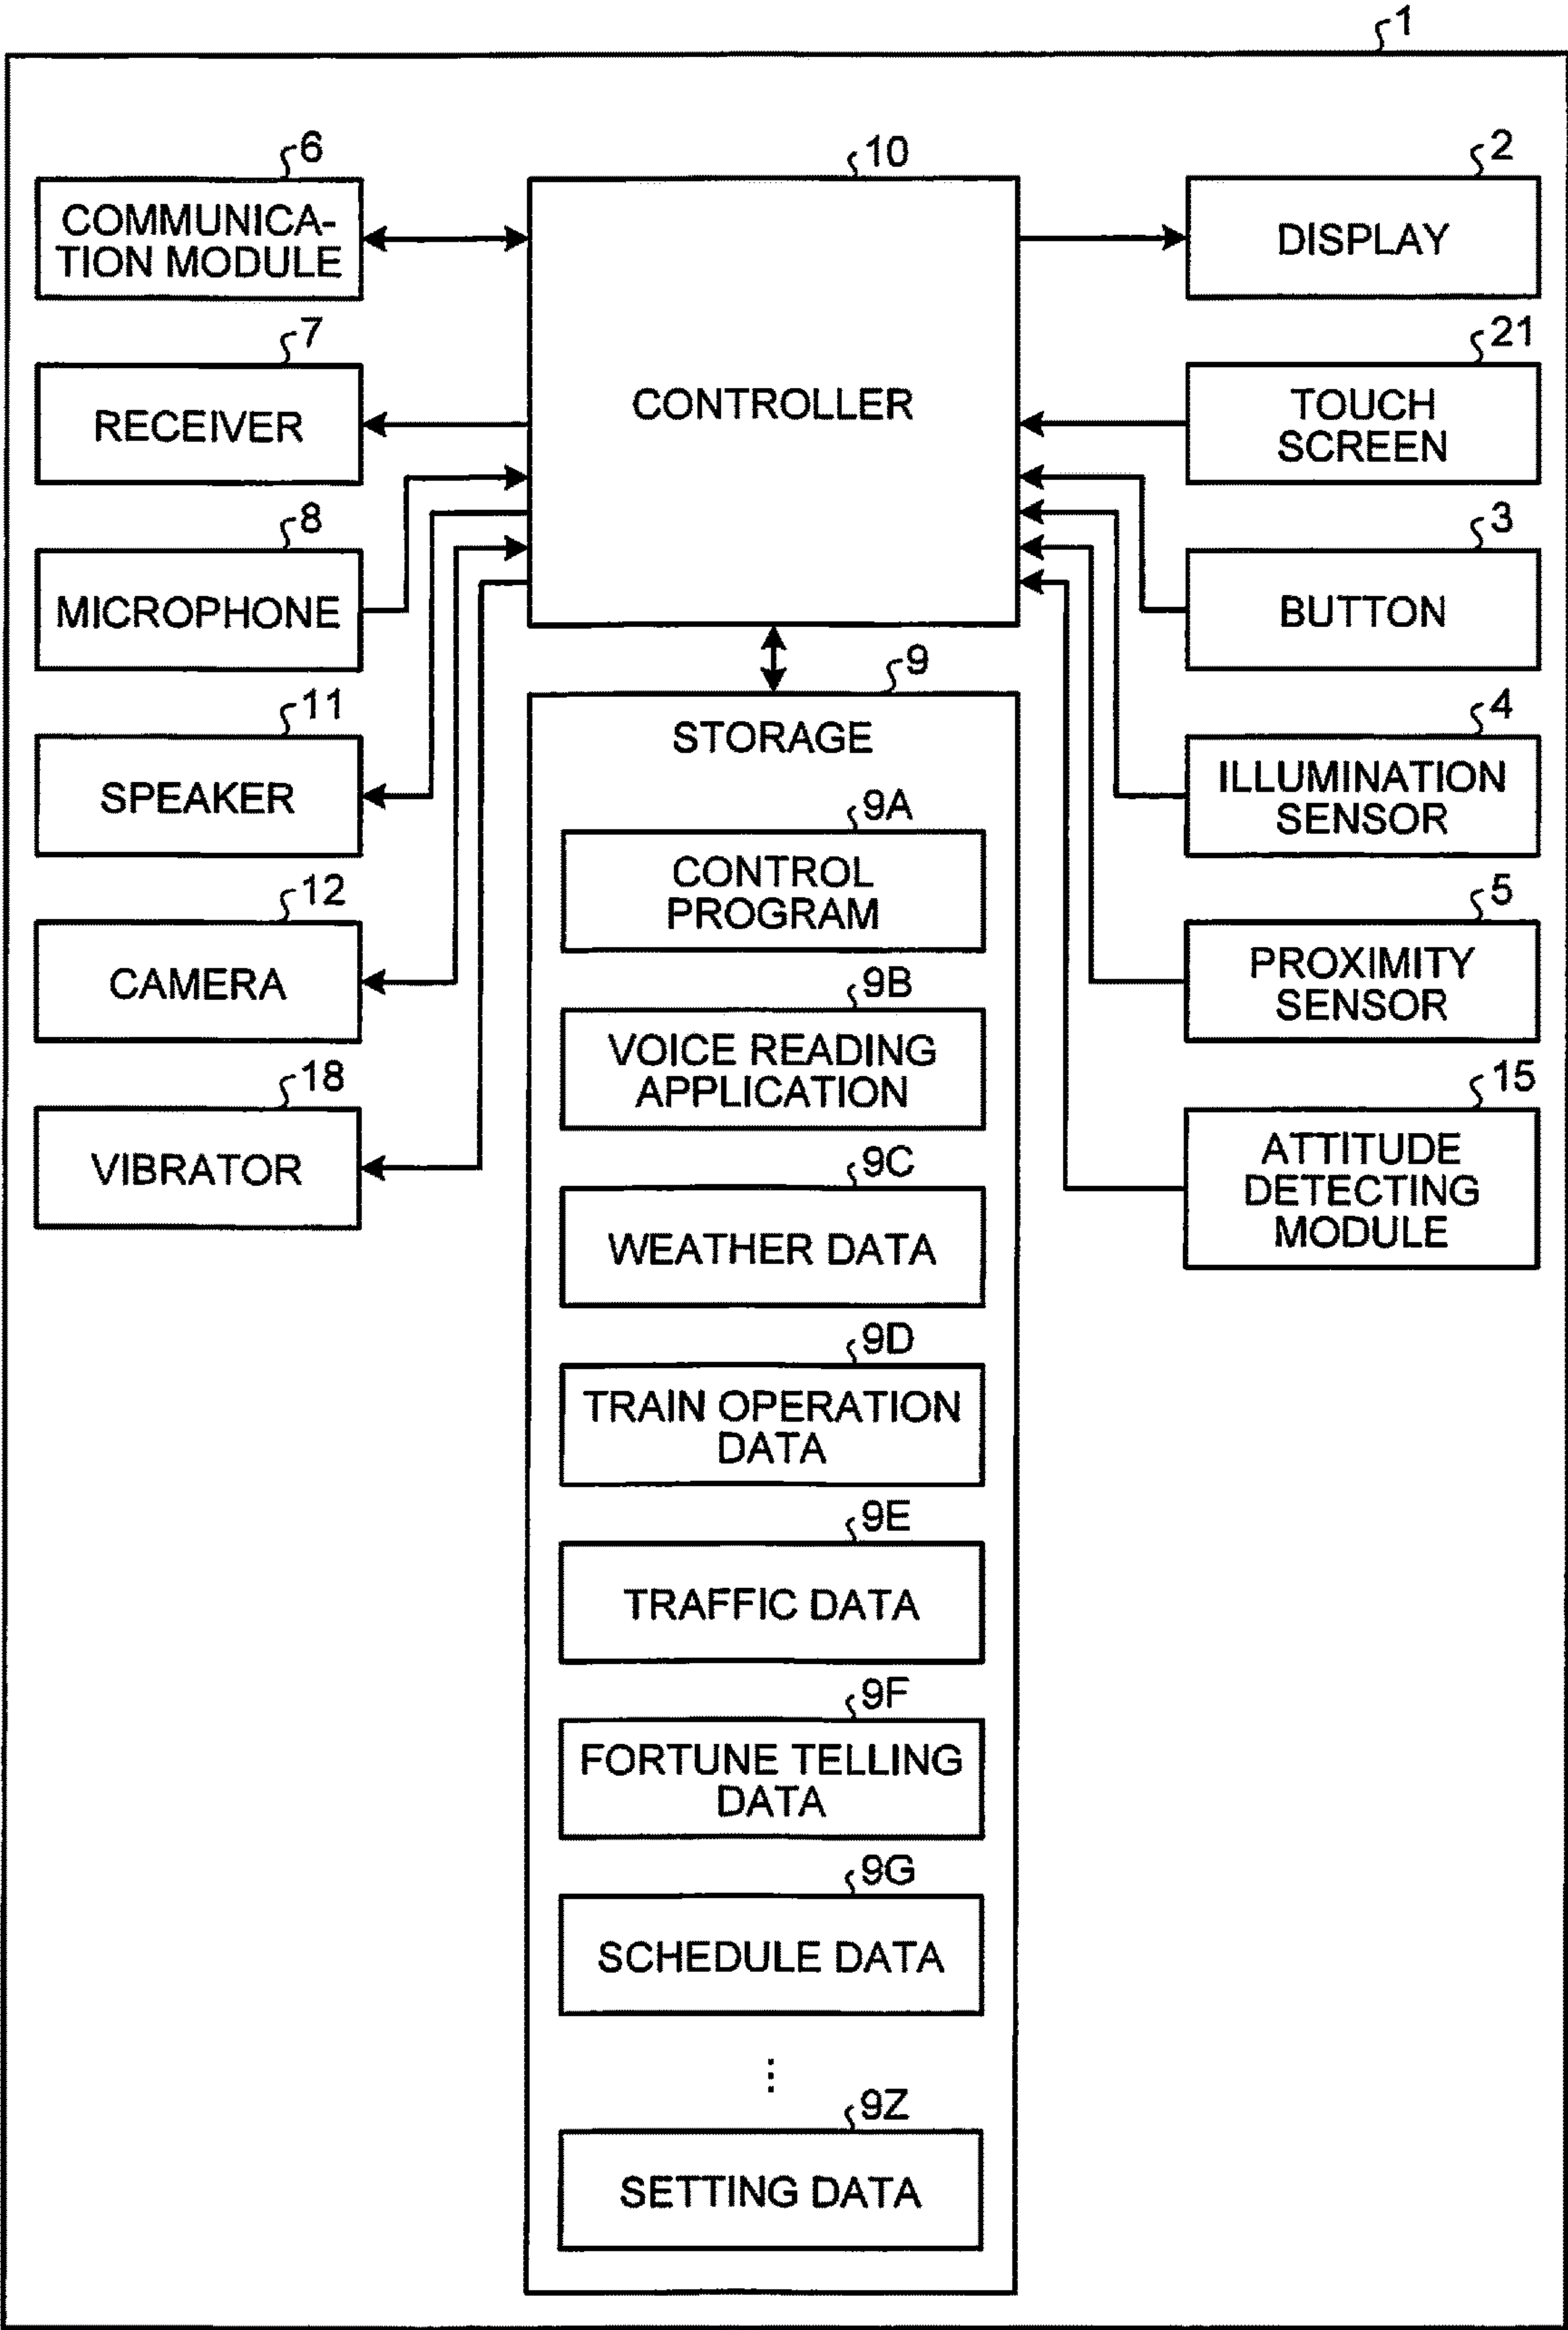 1
6
COMMUNICA-
TION MODULE
7
RECEIVER
8
MICROPHONE
11
SPEAKER
12
CAMERA
18
VIBRATOR
10
CONTROLLER
9
STORAGE
9A
CONTROL
PROGRAM
9B
VOICE READING
APPLICATION
9C
WEATHER DATA
9D
TRAIN OPERATION
DATA
9E
TRAFFIC DATA
9F
FORTUNE TELLING
DATA
9G
SCHEDULE DATA
⋮
9Z
SETTING DATA
2
DISPLAY
21
TOUCH
SCREEN
3
BUTTON
4
ILLUMINATION
SENSOR
5
PROXIMITY
SENSOR
15
ATTITUDE
DETECTING
MODULE